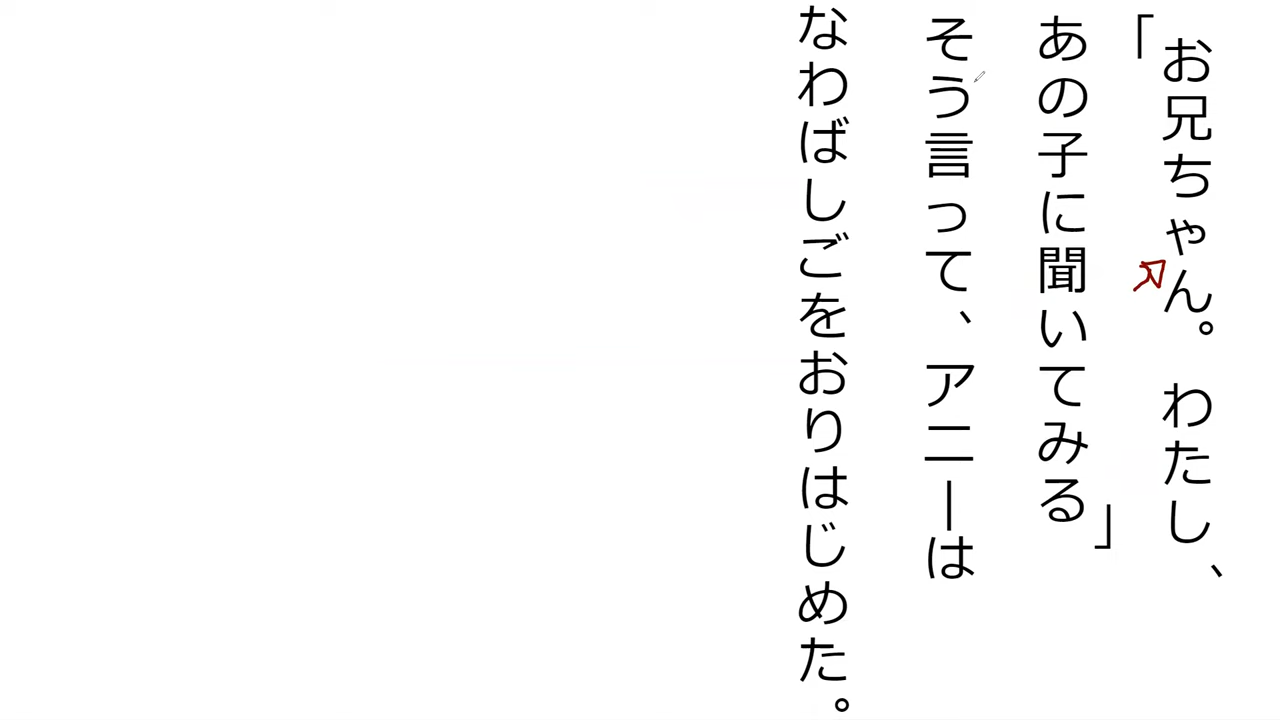 「お兄ちゃん。　わたし、
あの子に聞いてみる」
そう言って、アニーは
なわばしごをおりはじめた。